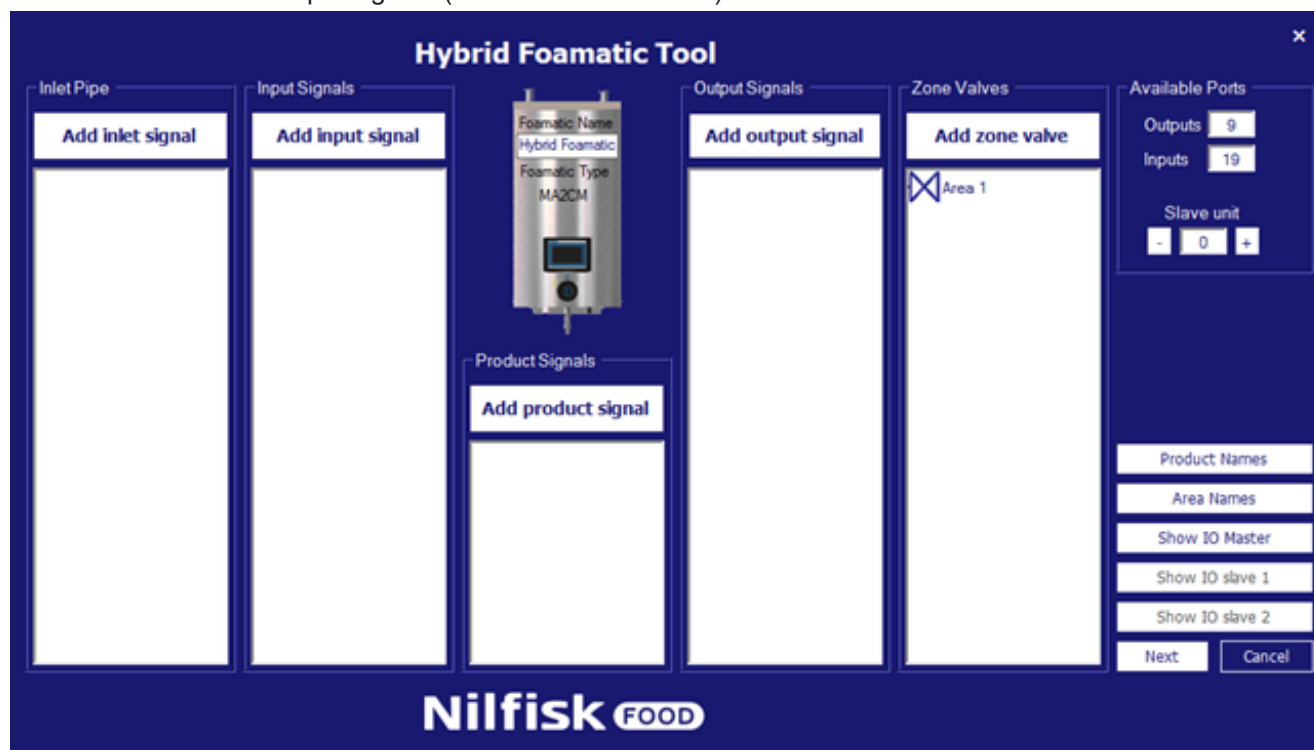 Hybrid Foamatic Tool
×
Inlet Pipe
Add inlet signal
Input Signals
Add input signal
Foamatic Name
Hybrid Foamatic
Foamatic Type
MA2CM
Product Signals
Add product signal
Output Signals
Add output signal
Zone Valves
Add zone valve
Area 1
Available Ports
Outputs 9
Inputs 19
Slave unit
- 0 +
Product Names
Area Names
Show IO Master
Show IO slave 1
Show IO slave 2
Next Cancel
Nilfisk FOOD